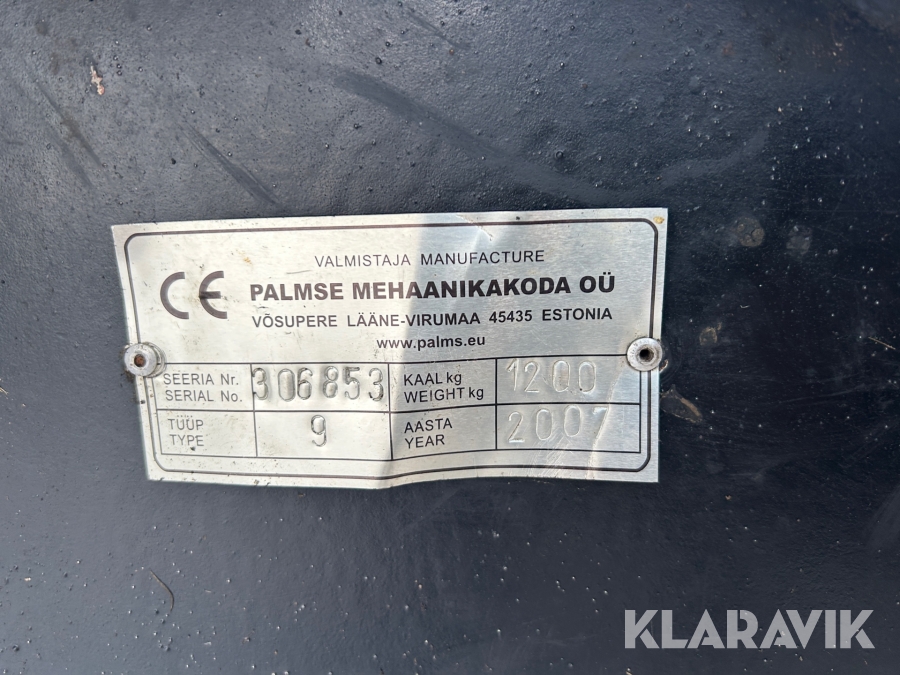 VALMISTAJA MANUFACTURE
CE PALMSE MEHAANIKAKODA OÜ
VÕSUPERE LÄÄNE-VIRUMAA 45435 ESTONIA
www.palms.eu
SEERIA Nr. 306853 KAAL kg 1200
SERIAL No. WEIGHT kg
TÜÜP 9 AASTA 2007
TYPE YEAR
KLARAVIK